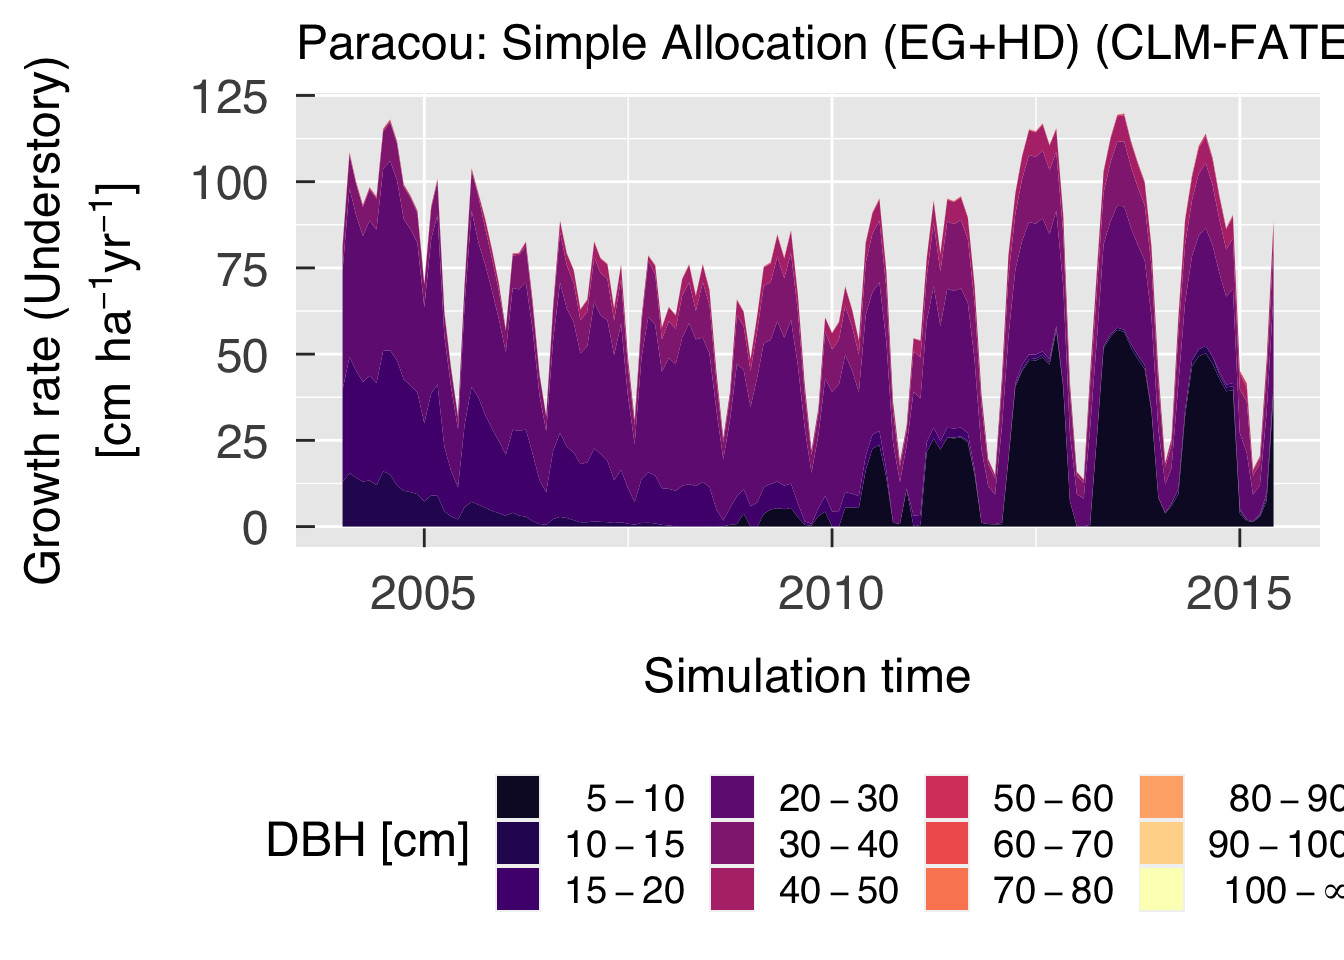 Paracou: Simple Allocation (EG+HD) (CLM-FATE
Growth rate (Understory)
[cm ha⁻¹yr⁻¹]
125
100
75
50
25
0
2005 2010 2015
Simulation time
DBH [cm]
5 – 10 20 – 30 50 – 60 80 – 90
10 – 15 30 – 40 60 – 70 90 – 100
15 – 20 40 – 50 70 – 80 100 – ∞